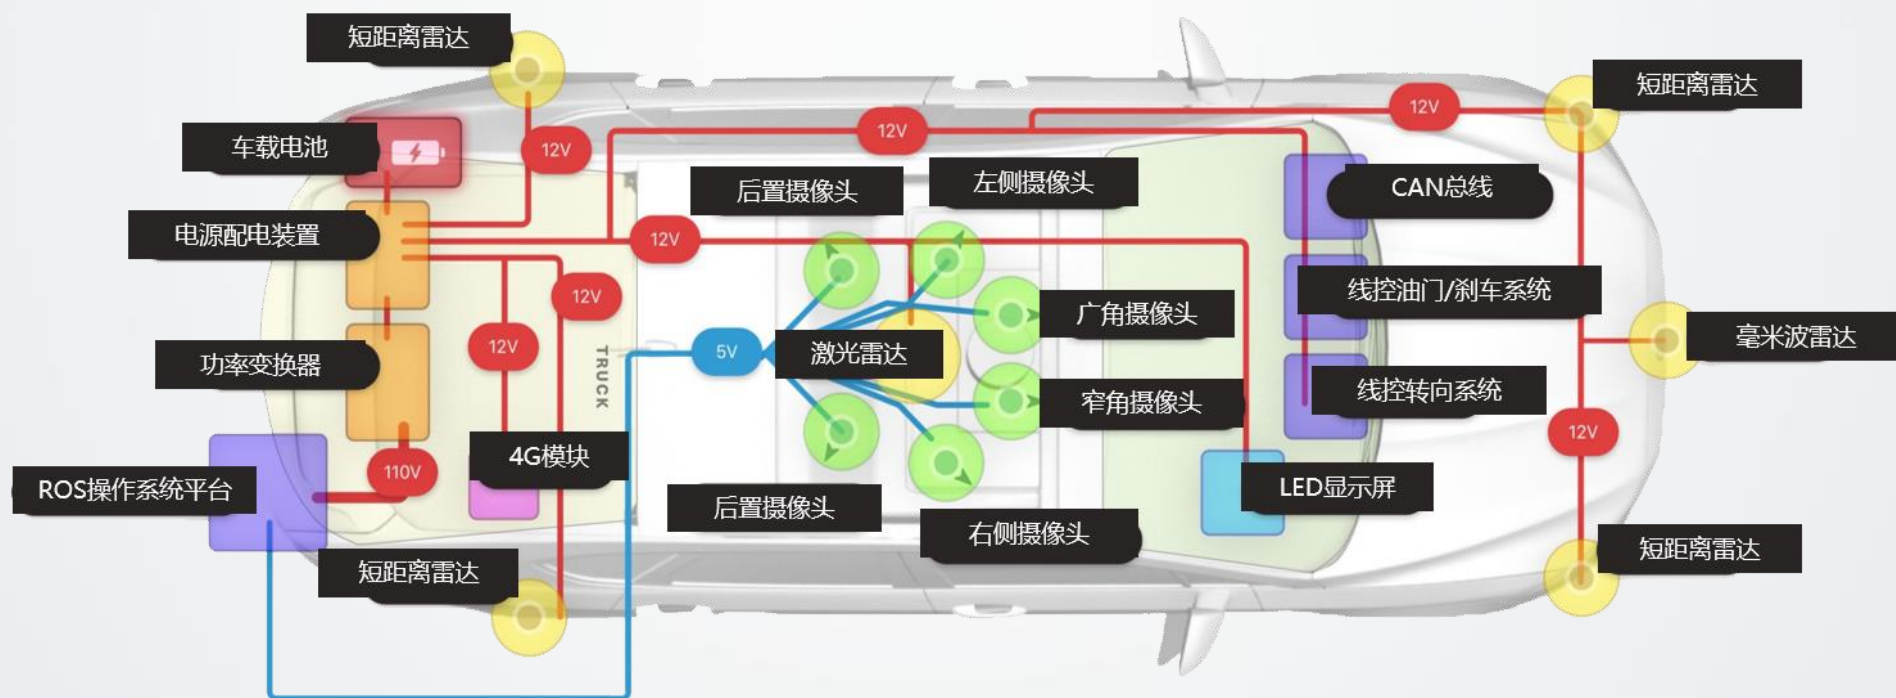 短距离雷达
短距离雷达
12V
12V
12V
车载电池
后置摄像头
左侧摄像头
CAN总线
电源配电装置
12V
12V
线控油门/刹车系统
广角摄像头
12V
5V
激光雷达
毫米波雷达
功率变换器
TRUCK
窄角摄像头
线控转向系统
12V
4G模块
110V
ROS操作系统平台
LED显示屏
后置摄像头
右侧摄像头
短距离雷达
短距离雷达